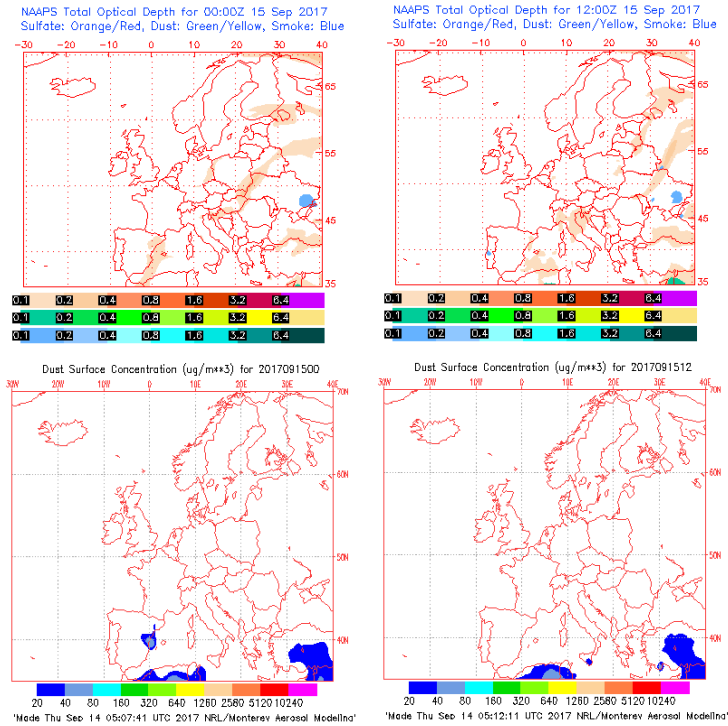 NAAPS Total Optical Depth for 00:00Z 15 Sep 2017
Sulfate: Orange/Red, Dust: Green/Yellow, Smoke: Blue
-30 -20 -10 0 10 20 30 40
65
55
45
35
0.1 0.2 0.4 0.8 1.6 3.2 6.4
0.1 0.2 0.4 0.8 1.6 3.2 6.4
0.1 0.2 0.4 0.8 1.6 3.2 6.4
NAAPS Total Optical Depth for 12:00Z 15 Sep 2017
Sulfate: Orange/Red, Dust: Green/Yellow, Smoke: Blue
-30 -20 -10 0 10 20 30 40
65
55
45
35
0.1 0.2 0.4 0.8 1.6 3.2 6.4
0.1 0.2 0.4 0.8 1.6 3.2 6.4
0.1 0.2 0.4 0.8 1.6 3.2 6.4
Dust Surface Concentration (ug/m**3) for 2017091500
30W 20W 10W 0 10E 20E 30E 40E
70N
60N
50N
40N
20 40 80 160 320 640 1280 2580 5120 10240
'Made Thu Sep 14 05:07:41 UTC 2017 NRL/Monterey Aerosol Modeling'
Dust Surface Concentration (ug/m**3) for 2017091512
30W 20W 10W 0 10E 20E 30E 40E
70N
60N
50N
40N
20 40 80 160 320 640 1280 2580 5120 10240
'Made Thu Sep 14 05:12:11 UTC 2017 NRL/Monterey Aerosol Modeling'